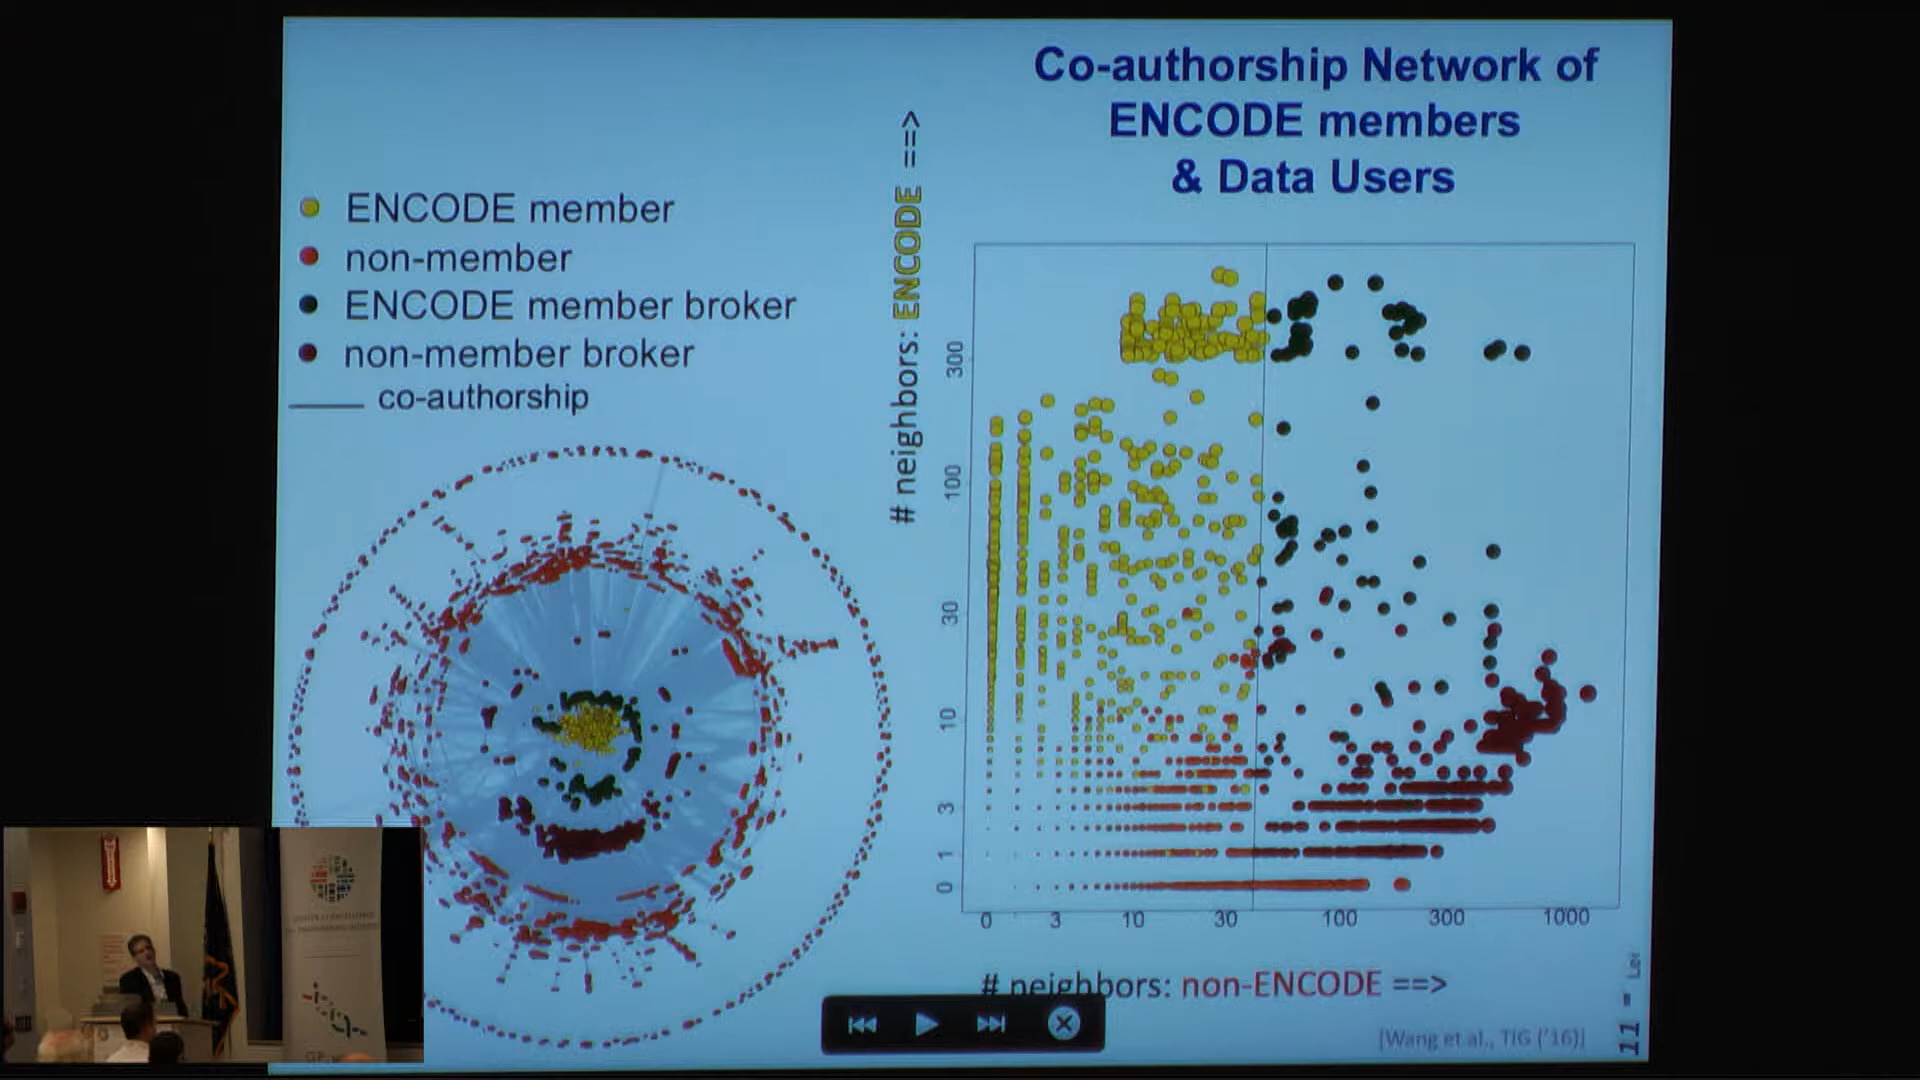 Co-authorship Network of
ENCODE members
& Data Users
ENCODE member
non-member
ENCODE member broker
non-member broker
co-authorship
# neighbors: ENCODE ==>
300
100
30
10
3
1
0
0 3 10 30 100 300 1000
# neighbors: non-ENCODE ==>
[Wang et al., TIG ('16)]
11 =